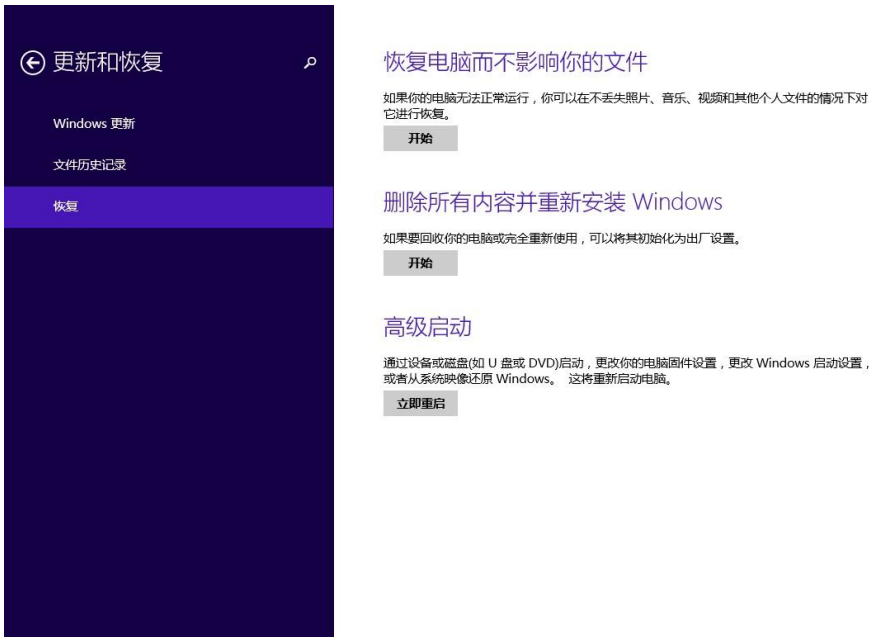 更新和恢复
Windows 更新
文件历史记录
恢复
恢复电脑而不影响你的文件
如果你的电脑无法正常运行，你可以在不丢失照片、音乐、视频和其他个人文件的情况下对
它进行恢复。
开始
删除所有内容并重新安装 Windows
如果要回收你的电脑或完全重新使用，可以将其初始化为出厂设置。
开始
高级启动
通过设备或磁盘(如 U 盘或 DVD)启动，更改你的电脑固件设置，更改 Windows 启动设置，
或者从系统映像还原 Windows。 这将重新启动电脑。
立即重启